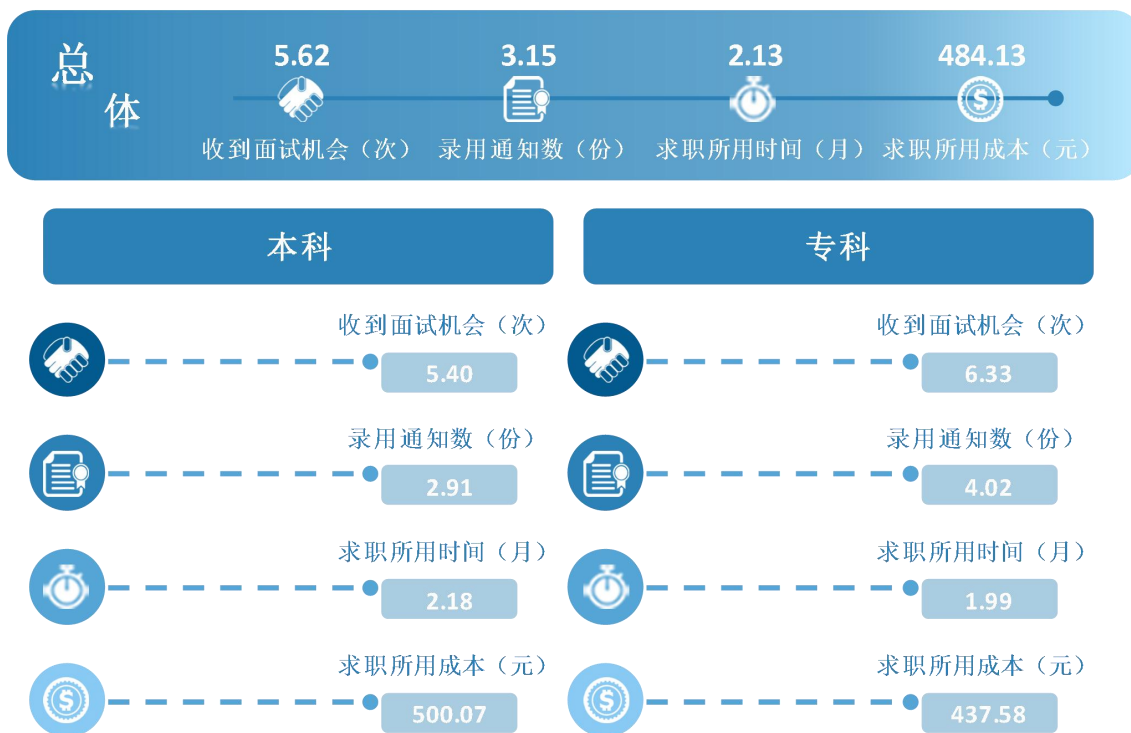 总体
5.62 3.15 2.13 484.13
收到面试机会（次） 录用通知数（份） 求职所用时间（月） 求职所用成本（元）
本科 专科
收到面试机会（次） 收到面试机会（次）
5.40 6.33
录用通知数（份） 录用通知数（份）
2.91 4.02
求职所用时间（月） 求职所用时间（月）
2.18 1.99
求职所用成本（元） 求职所用成本（元）
500.07 437.58